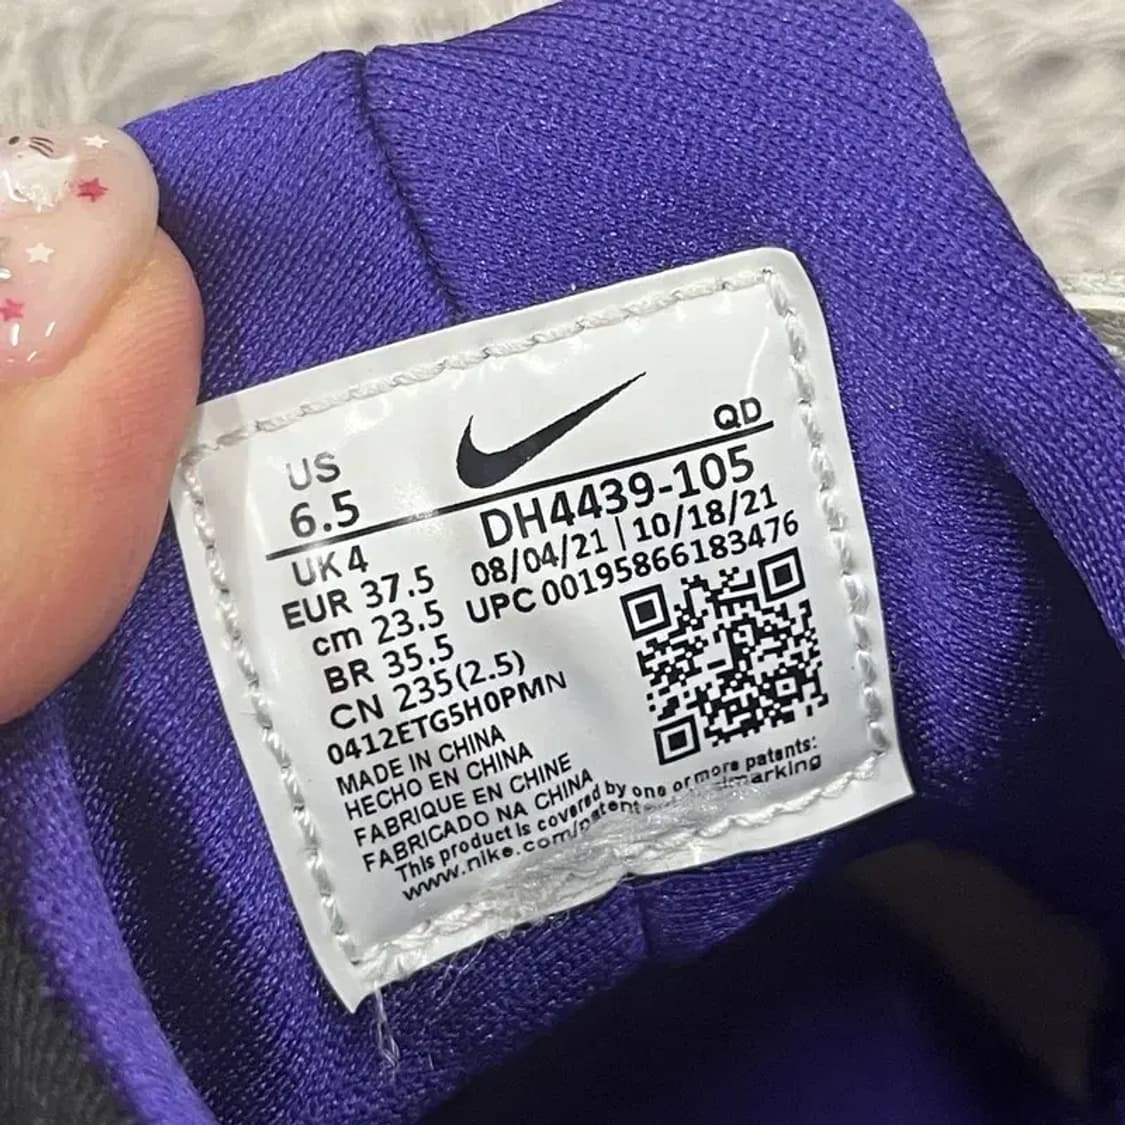 QD
US
6.5
DH4439-105
08/04/21 | 10/18/21
UPC 00195866183476
UK 4
EUR 37.5
cm 23.5
BR 35.5
CN 235(2.5)
0412ETG5H0PMN
MADE IN CHINA
HECHO EN CHINA
FABRIQUE EN CHINE
FABRICADO NA CHINA
This product is covered by one or more patents:
www.nike.com/patent